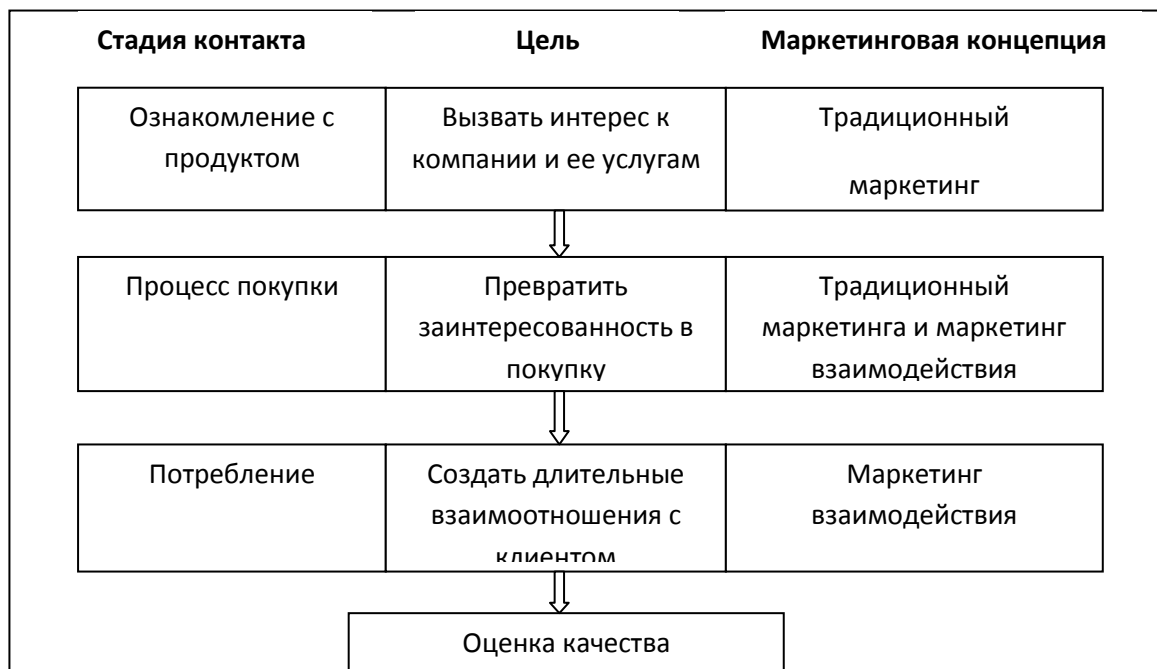 Стадия контакта
Цель
Маркетинговая концепция
Ознакомление с
продуктом
Вызвать интерес к
компании и ее услугам
Традиционный
маркетинг
Процесс покупки
Превратить
заинтересованность в
покупку
Традиционный
маркетинга и маркетинг
взаимодействия
Потребление
Создать длительные
взаимоотношения с
клиентом
Маркетинг
взаимодействия
Оценка качества